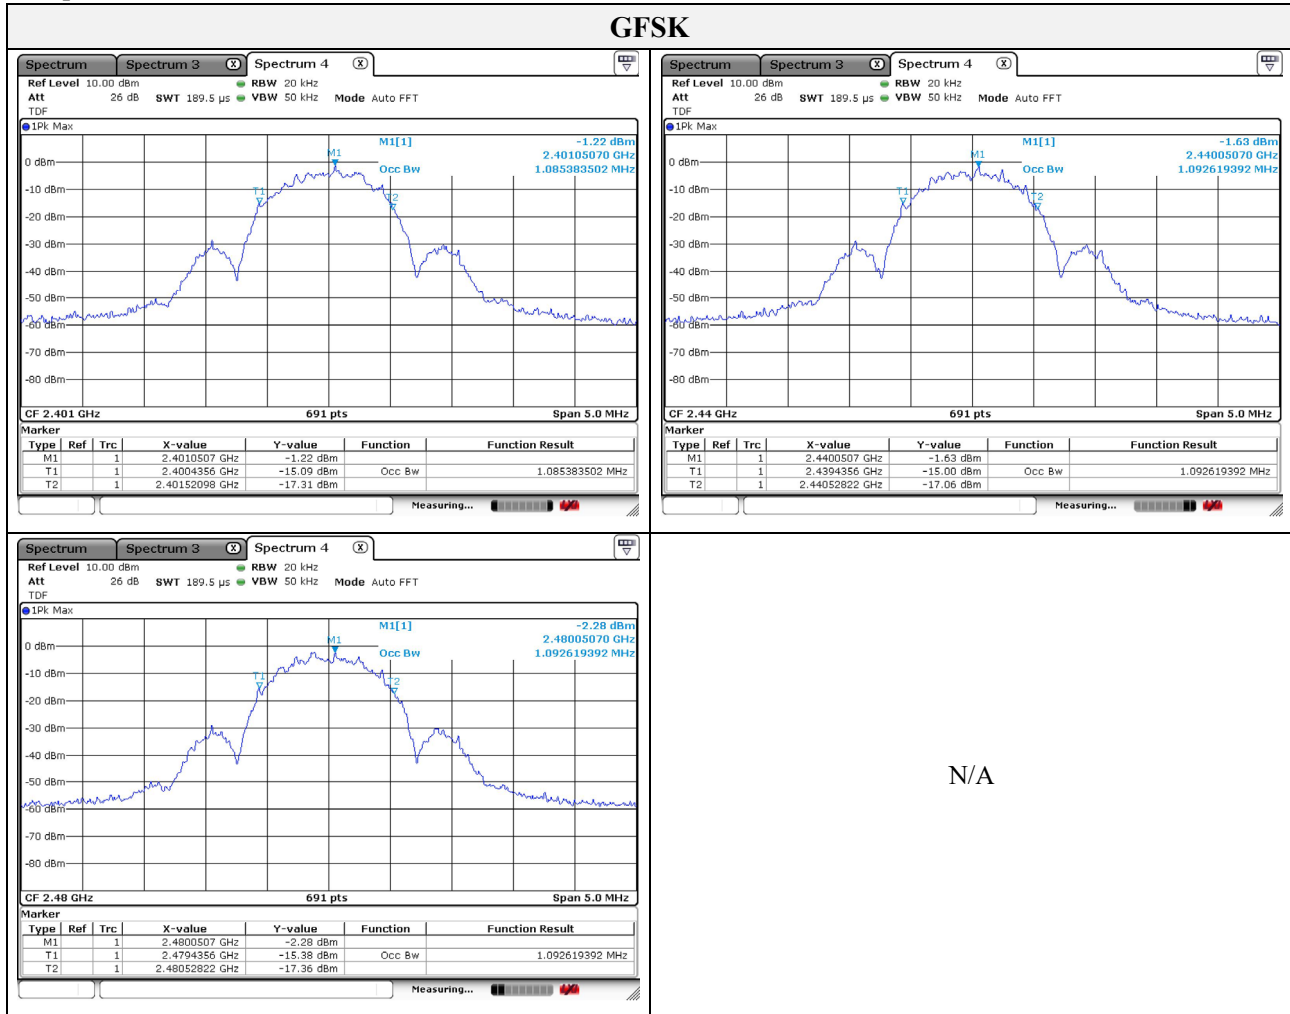 GFSK
Spectrum Spectrum 3 X Spectrum 4 X
Ref Level 10.00 dBm RBW 20 kHz
Att 26 dB SWT 189.5 µs VBW 50 kHz Mode Auto FFT
TDF
1Pk Max
M1[1] -1.22 dBm
2.40105070 GHz
Occ Bw 1.085383502 MHz
M1
T1
T2
0 dBm
-10 dBm
-20 dBm
-30 dBm
-40 dBm
-50 dBm
-60 dBm
-70 dBm
-80 dBm
CF 2.401 GHz 691 pts Span 5.0 MHz
Marker
Type Ref Trc X-value Y-value Function Function Result
M1 1 2.4010507 GHz -1.22 dBm
T1 1 2.4004356 GHz -15.09 dBm Occ Bw 1.085383502 MHz
T2 1 2.40152098 GHz -17.31 dBm
Measuring...
Spectrum Spectrum 3 X Spectrum 4 X
Ref Level 10.00 dBm RBW 20 kHz
Att 26 dB SWT 189.5 µs VBW 50 kHz Mode Auto FFT
TDF
1Pk Max
M1[1] -1.63 dBm
2.44005070 GHz
Occ Bw 1.092619392 MHz
M1
T1
T2
0 dBm
-10 dBm
-20 dBm
-30 dBm
-40 dBm
-50 dBm
-60 dBm
-70 dBm
-80 dBm
CF 2.44 GHz 691 pts Span 5.0 MHz
Marker
Type Ref Trc X-value Y-value Function Function Result
M1 1 2.4400507 GHz -1.63 dBm
T1 1 2.4394356 GHz -15.00 dBm Occ Bw 1.092619392 MHz
T2 1 2.44052822 GHz -17.06 dBm
Measuring...
Spectrum Spectrum 3 X Spectrum 4 X
Ref Level 10.00 dBm RBW 20 kHz
Att 26 dB SWT 189.5 µs VBW 50 kHz Mode Auto FFT
TDF
1Pk Max
M1[1] -2.28 dBm
2.48005070 GHz
Occ Bw 1.092619392 MHz
M1
T1
T2
0 dBm
-10 dBm
-20 dBm
-30 dBm
-40 dBm
-50 dBm
-60 dBm
-70 dBm
-80 dBm
CF 2.48 GHz 691 pts Span 5.0 MHz
Marker
Type Ref Trc X-value Y-value Function Function Result
M1 1 2.4800507 GHz -2.28 dBm
T1 1 2.4794356 GHz -15.38 dBm Occ Bw 1.092619392 MHz
T2 1 2.48052822 GHz -17.36 dBm
Measuring...
N/A